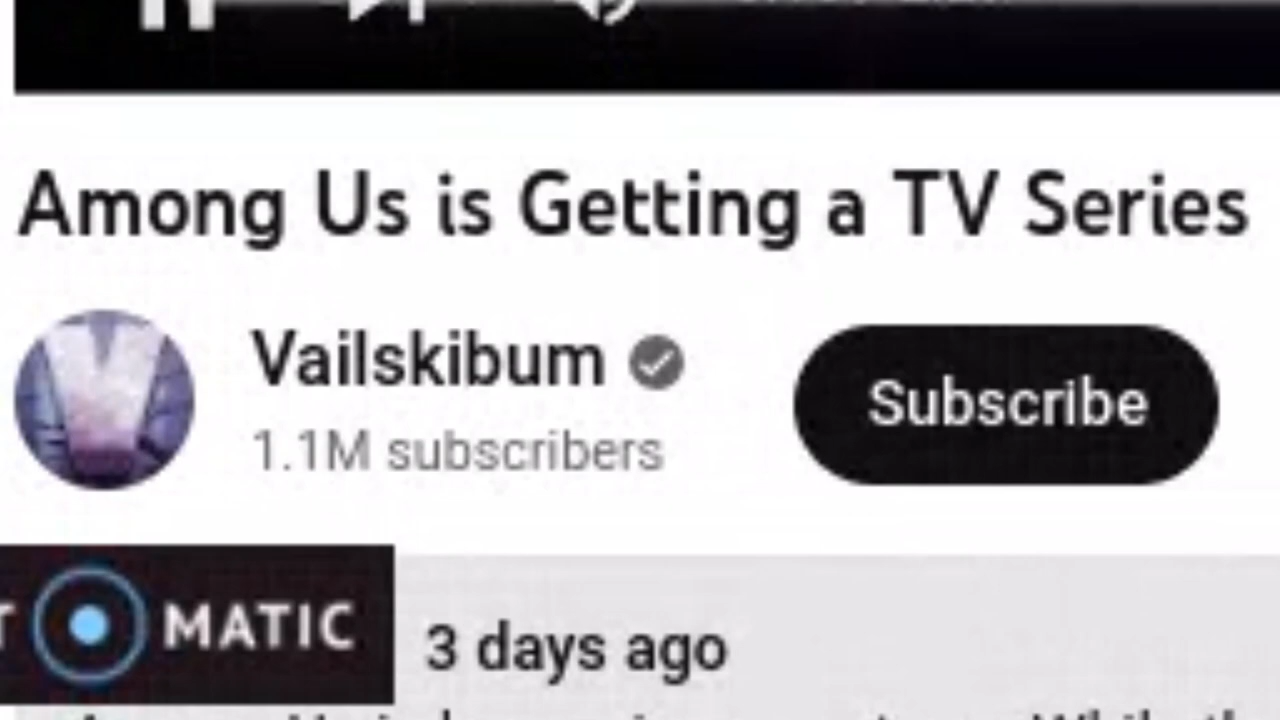 Among Us is Getting a TV Series
Vailskibum
1.1M subscribers
Subscribe
MATIC
3 days ago